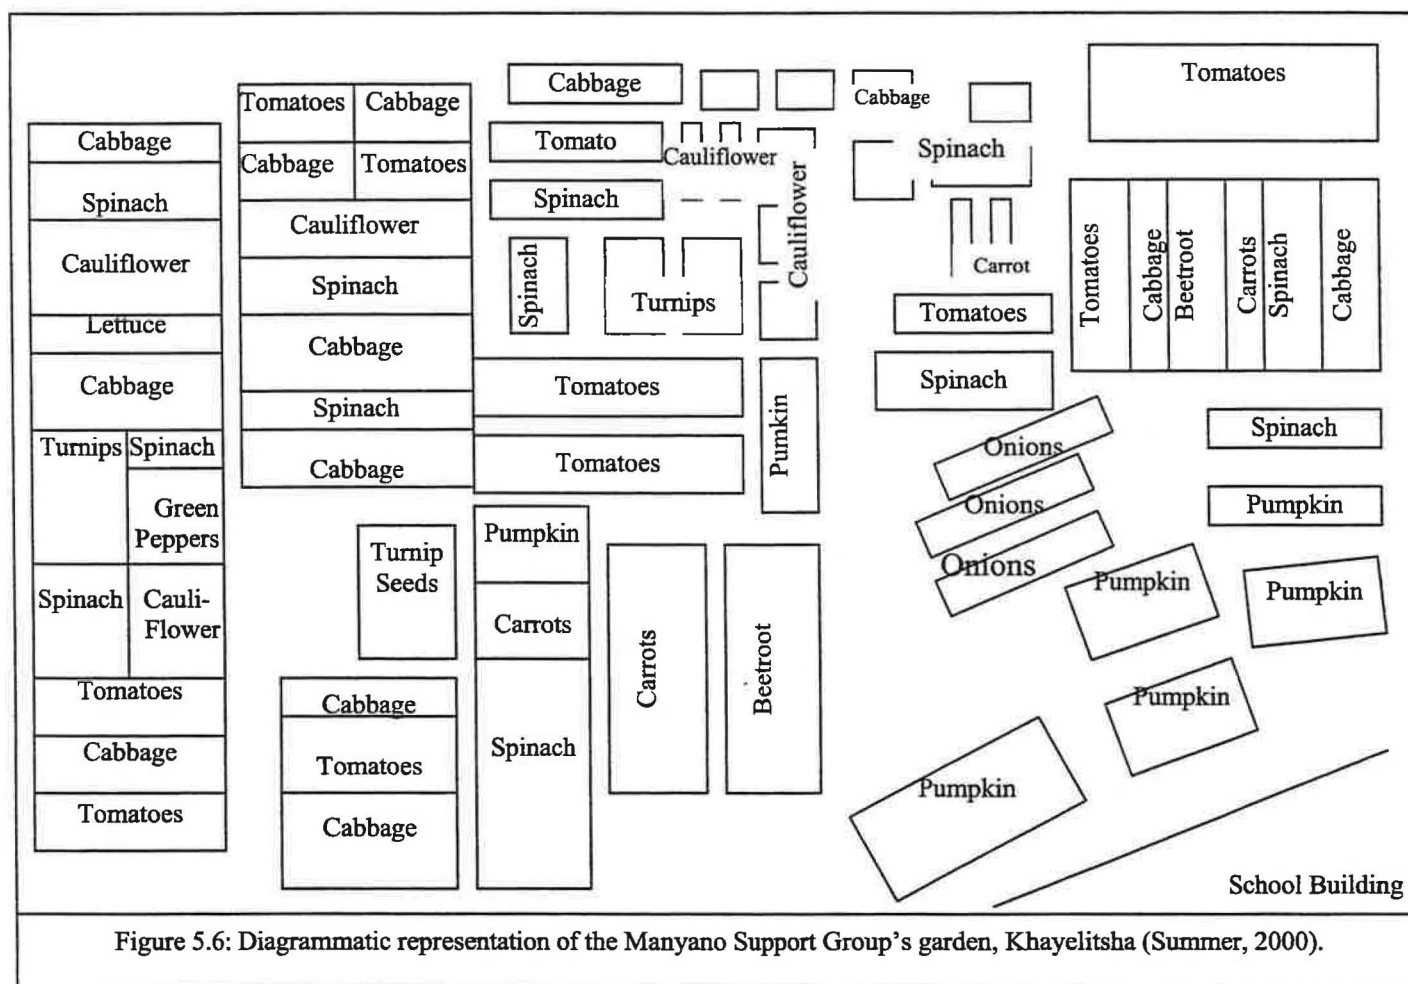 Cabbage
Spinach
Cauliflower
Lettuce
Cabbage
Turnips
Spinach
Green
Peppers
Spinach
Cauli-
Flower
Tomatoes
Cabbage
Tomatoes
Tomatoes
Cabbage
Cabbage
Tomatoes
Cauliflower
Spinach
Cabbage
Spinach
Cabbage
Turnip
Seeds
Cabbage
Tomatoes
Cabbage
Cabbage
Tomato
Spinach
Spinach
Cauliflower
Turnips
Cauliflower
Tomatoes
Tomatoes
Pumkin
Pumpkin
Carrots
Spinach
Carrots
Beetroot
Cabbage
Spinach
Carrot
Tomatoes
Spinach
Onions
Onions
Onions
Tomatoes
Tomatoes
Cabbage
Beetroot
Carrots
Spinach
Cabbage
Spinach
Pumpkin
Pumpkin
Pumpkin
Pumpkin
Pumpkin
School Building
Figure 5.6: Diagrammatic representation of the Manyano Support Group's garden, Khayelitsha (Summer, 2000).